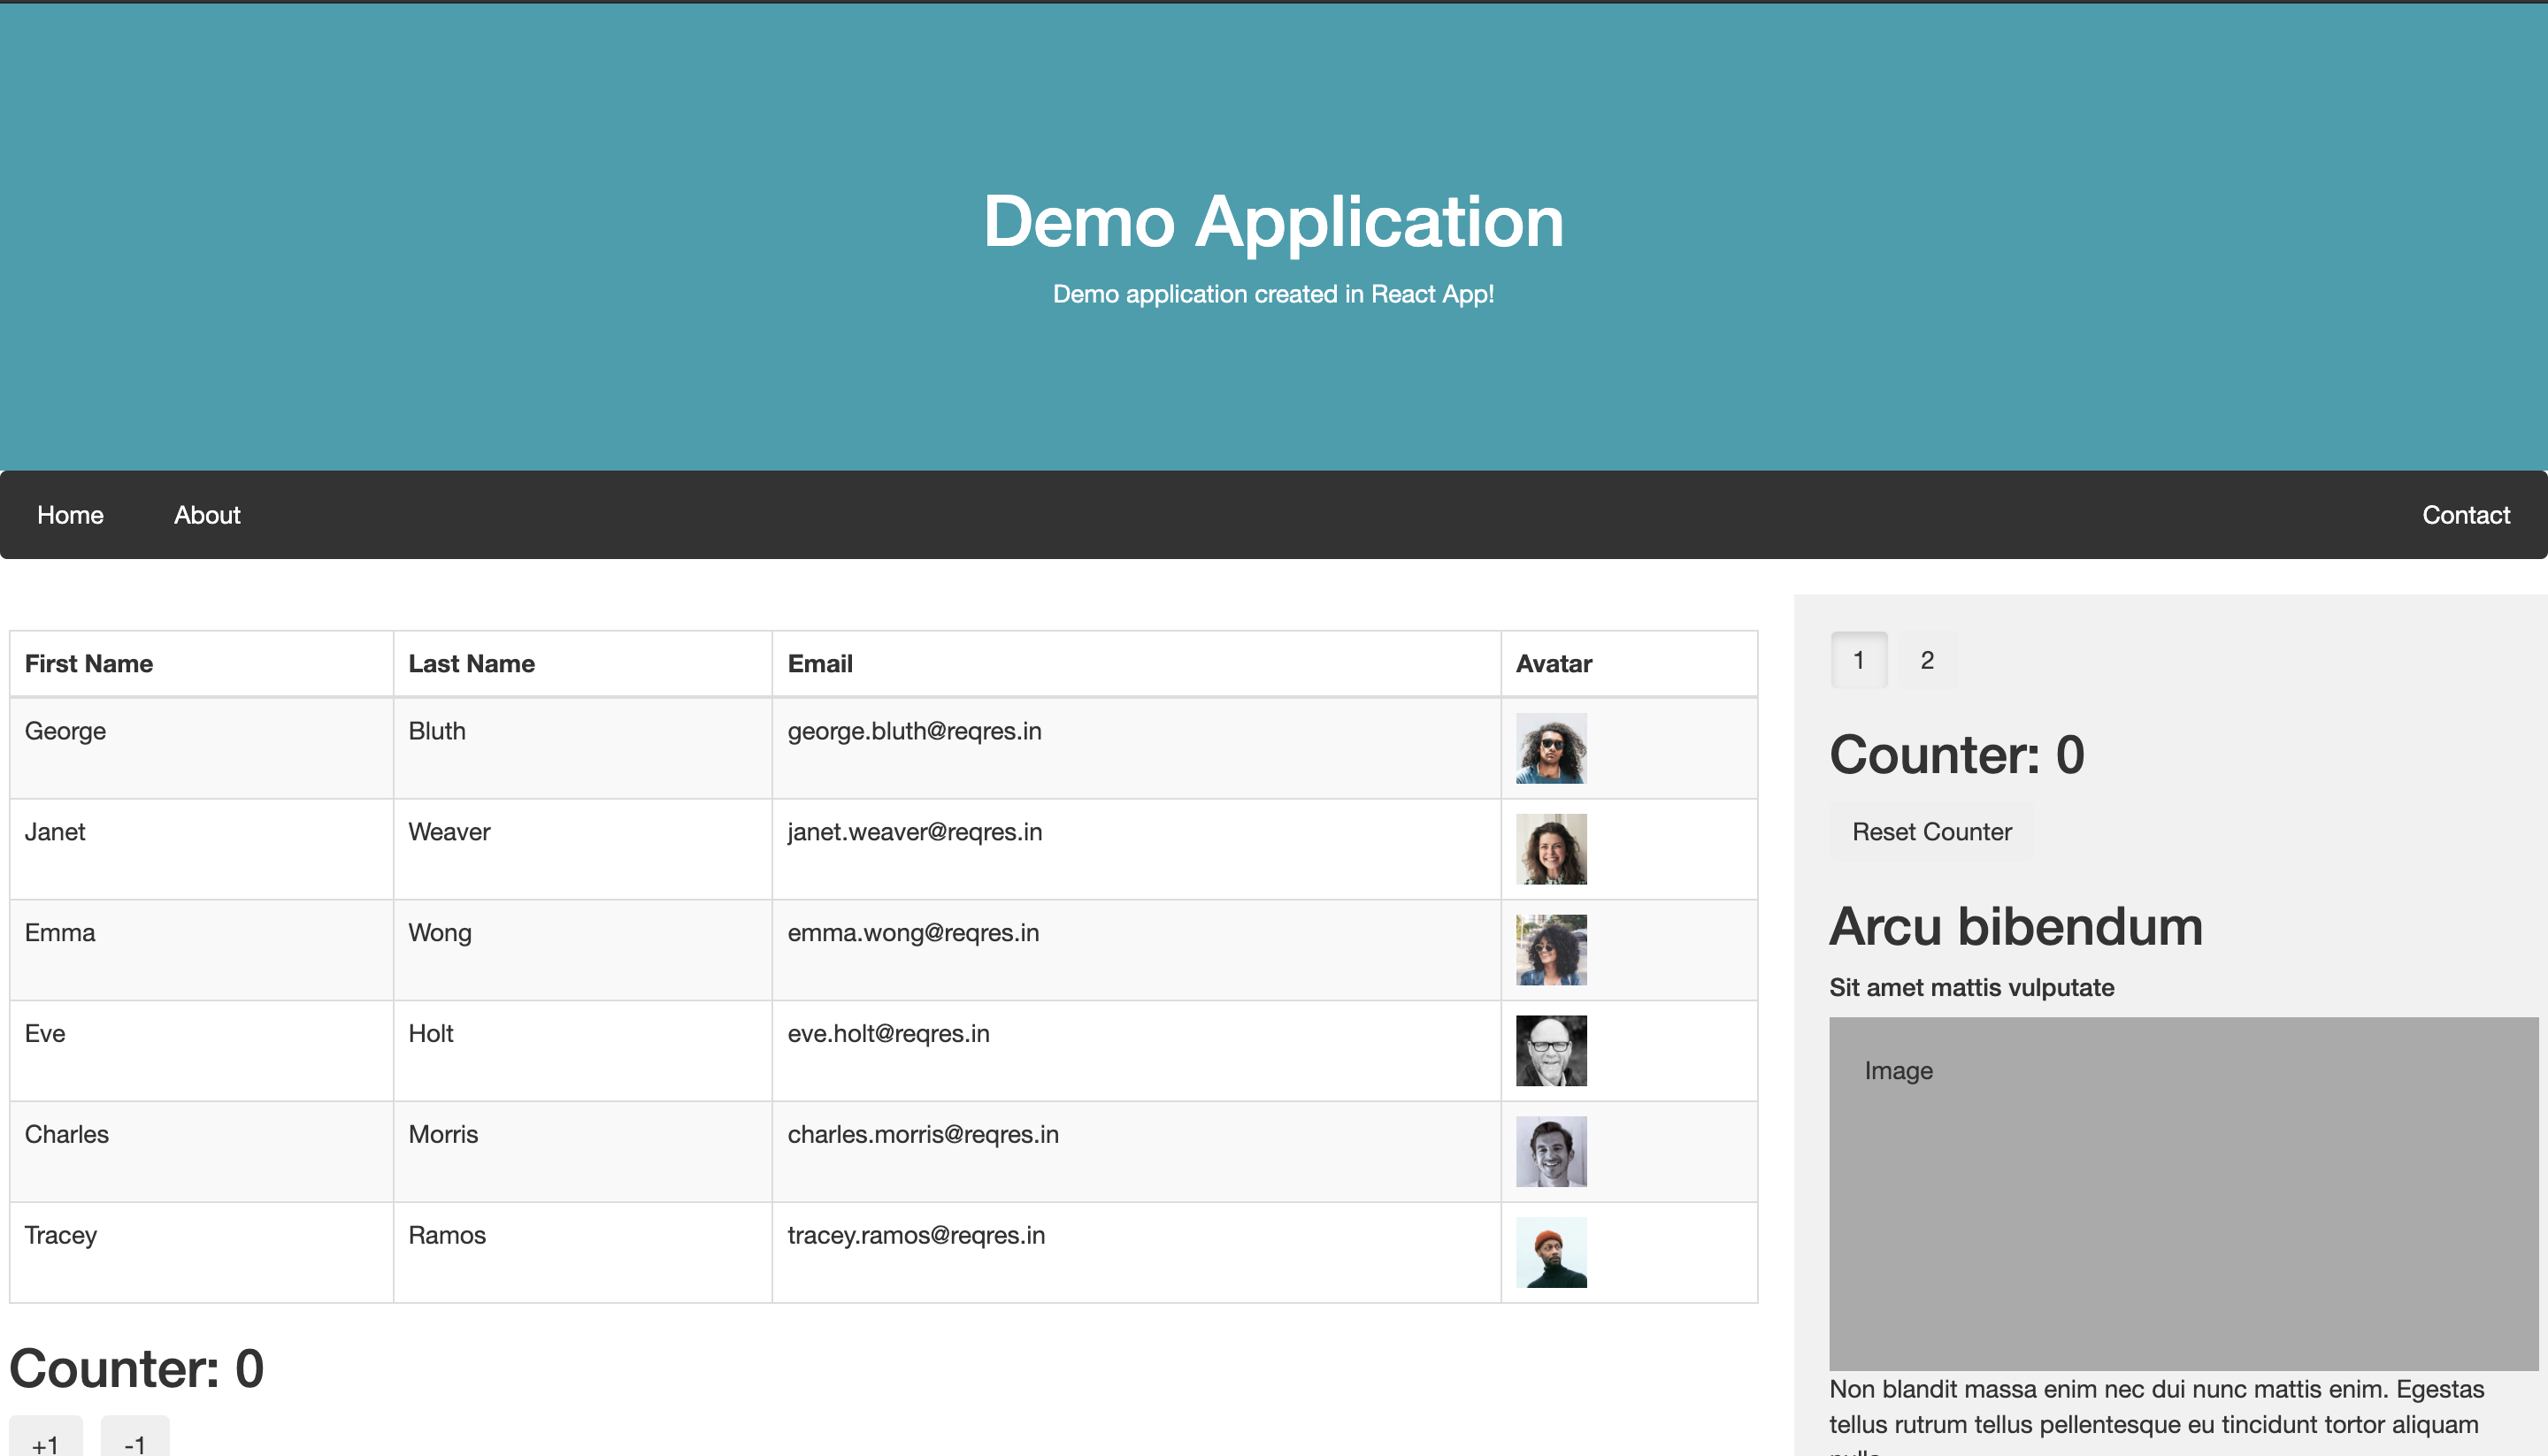 Demo Application
Demo application created in React App!
Home About Contact
First Name Last Name Email Avatar
George Bluth george.bluth@reqres.in
Janet Weaver janet.weaver@reqres.in
Emma Wong emma.wong@reqres.in
Eve Holt eve.holt@reqres.in
Charles Morris charles.morris@reqres.in
Tracey Ramos tracey.ramos@reqres.in
Counter: 0
+1 -1
1 2
Counter: 0
Reset Counter
Arcu bibendum
Sit amet mattis vulputate
Image
Non blandit massa enim nec dui nunc mattis enim. Egestas
tellus rutrum tellus pellentesque eu tincidunt tortor aliquam